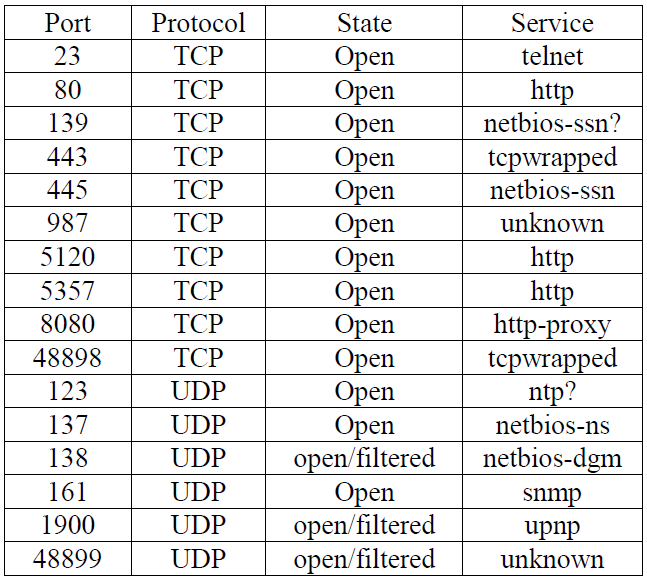 Port Protocol State Service
23 TCP Open telnet
80 TCP Open http
139 TCP Open netbios-ssn?
443 TCP Open tcpwrapped
445 TCP Open netbios-ssn
987 TCP Open unknown
5120 TCP Open http
5357 TCP Open http
8080 TCP Open http-proxy
48898 TCP Open tcpwrapped
123 UDP Open ntp?
137 UDP Open netbios-ns
138 UDP open/filtered netbios-dgm
161 UDP Open snmp
1900 UDP open/filtered upnp
48899 UDP open/filtered unknown